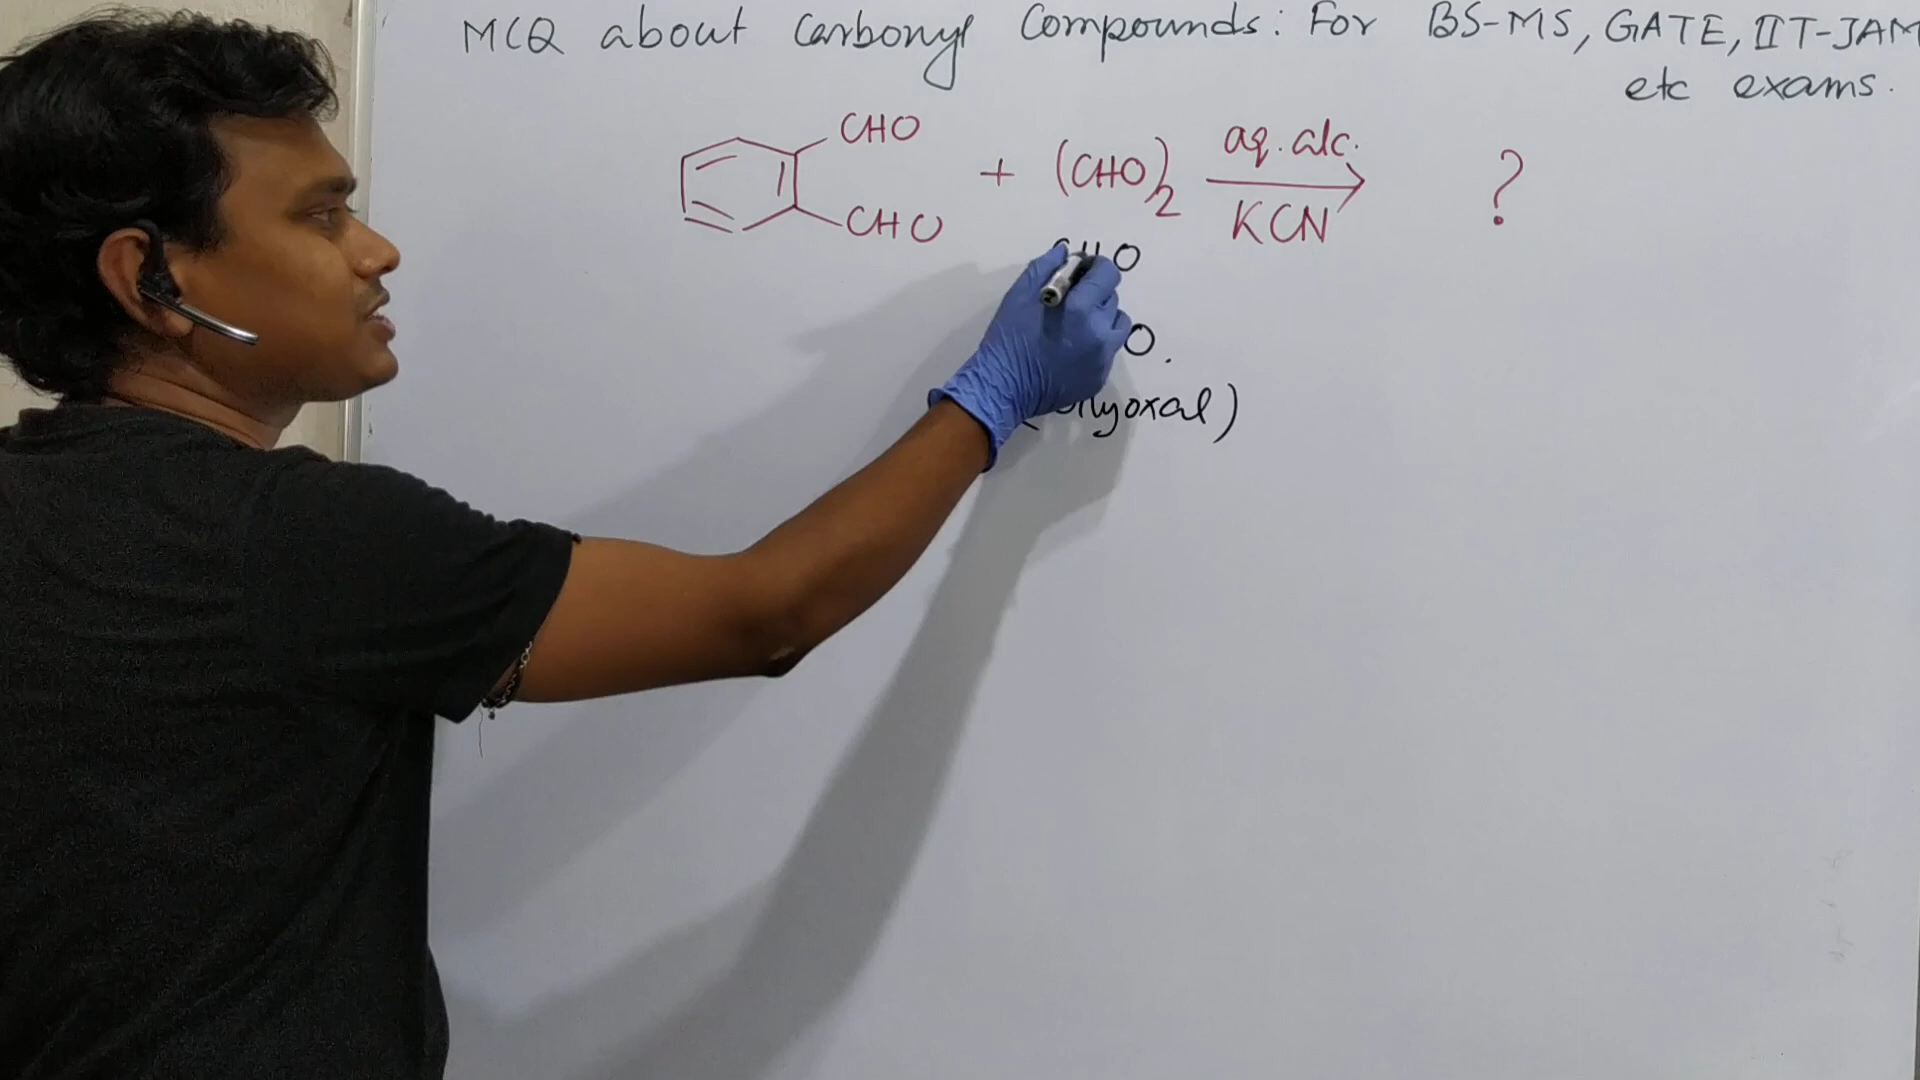 MCQ about Carbonyl Compounds: For BS-MS, GATE, IIT-JAM
etc exams.
CHO
CHO
+ (CHO)2
aq. alc.
KCN
?
O
O.
oxal)